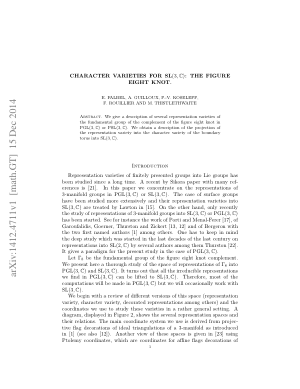 CHARACTER VARIETIES FOR SL(3,C): THE FIGURE
EIGHT KNOT.
E. FALBEL, A. GUILLOUX, P.-V. KOSELEFF,
F. ROUILLIER AND M. THISTLETHWAITE
Abstract. We give a description of several representation varieties of
the fundamental group of the complement of the figure eight knot in
PGL(3,C) or PSL(3,C). We obtain a description of the projection of
the representation variety into the character variety of the boundary
torus into SL(3,C).
Introduction
Representation varieties of finitely presented groups into Lie groups has
been studied since a long time. A recent by Sikora paper with many ref-
erence is [21]. In this paper we concentrate on the representations of
3-manifold groups in PGL(3,C) or SL(3,C). The case of surface groups
have been studied more extensively and their representation varieties into
SL(3,C) are treated by Lawton in [15]. On the other hand, only recently
the study of representations of 3-manifold groups into SL(3,C) or PGL(3,C)
has been started. See for instance the work of Porti and Menal-Ferrer [17], of
Garoufalidis, Goerner, Thurston and Zickert [13, 12] and of Bergeron with
the two first named authors [1] among others. One has to keep in mind
the deep study which was started in the last decades of the last century on
representations into SL(2,C) by several authors among them Thurston [22].
It gives a paradigm for the present study in the case of PGL(3,C).
Let Γ₈ be the fundamental group of the figure knot complement.
We present here a thorough study of the space of representations of Γ₈ into
PGL(3,C) and SL(3,C). It turns out that all the irreducible representations
we find in PGL(3,C) can be lifted to SL(3,C). Therefore, most of the
computations will be made in PGL(3,C) but we will occasionally work with
SL(3,C).
We begin with a review of different versions of this space (representation
variety, character variety, decorated representations among others) and the
coordinates we use to study these varieties in a rather general setting. A
diagram, displayed in Figure 2, shows the several representation spaces and
their relations. The main coordinate system we use is derived from projec-
tive flag decorations of ideal triangulations of a 3-manifold as introduced
in [1] (see also [12]). Another view of these spaces is given in [23] using
Ptolemy coordinates, which are coordinates for affine flags decorations of
1
arXiv:1412.4711v1 [math.GT] 15 Dec 2014